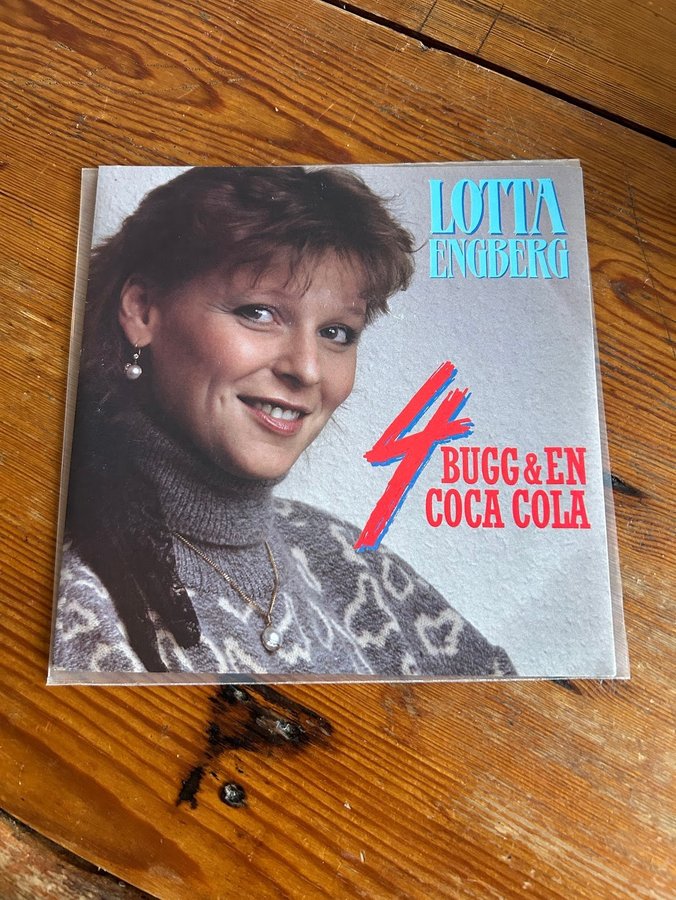 LOTTA
ENGBERG
4
BUGG & EN
COCA COLA